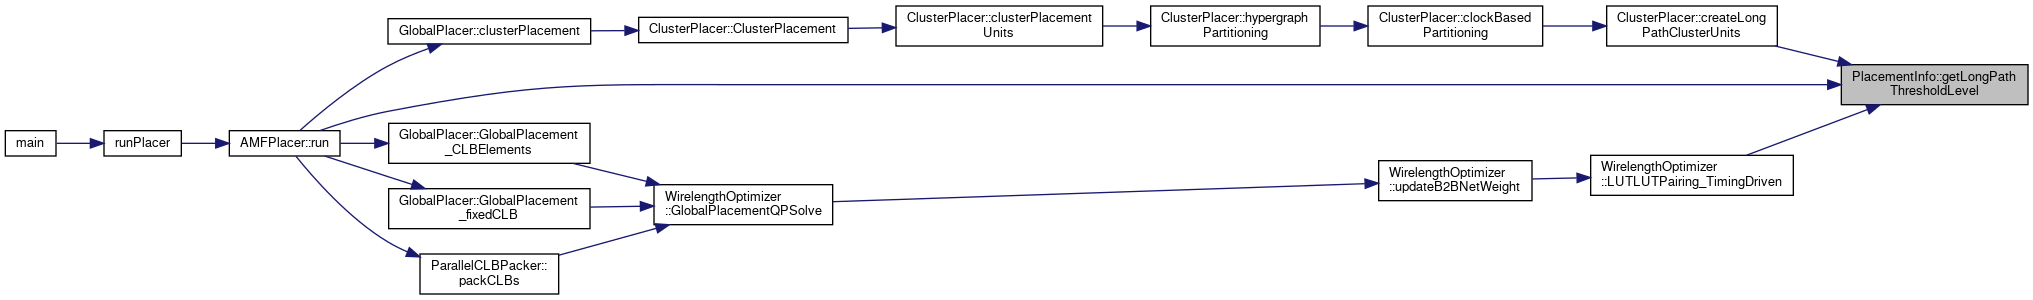 main
runPlacer
AMFPlacer::run
GlobalPlacer::clusterPlacement
ClusterPlacer::ClusterPlacement
ClusterPlacer::clusterPlacement
Units
ClusterPlacer::hypergraph
Partitioning
ClusterPlacer::clockBased
Partitioning
ClusterPlacer::createLong
PathClusterUnits
PlacementInfo::getLongPath
ThresholdLevel
GlobalPlacer::GlobalPlacement
_CLBElements
GlobalPlacer::GlobalPlacement
_fixedCLB
ParallelCLBPacker::
packCLBs
WirelengthOptimizer
::GlobalPlacementQPSolve
WirelengthOptimizer
::updateB2BNetWeight
WirelengthOptimizer
::LUTLUTPairing_TimingDriven